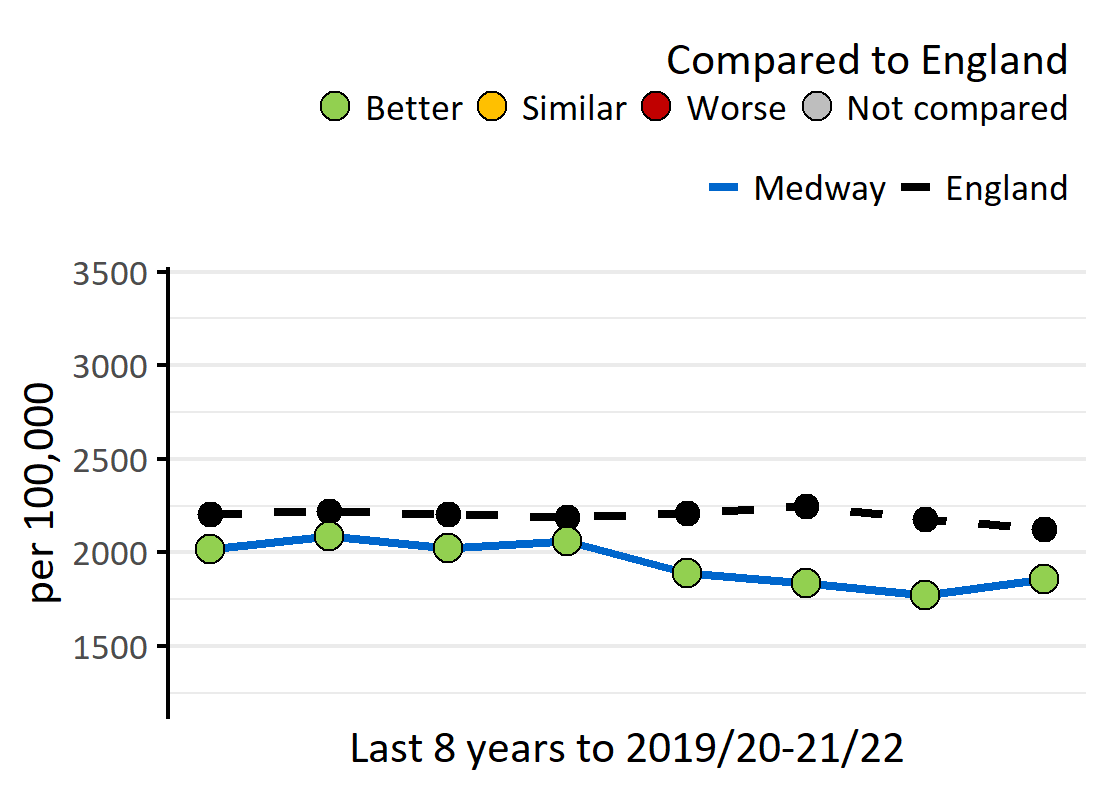 Compared to England
Better Similar Worse Not compared
Medway England
3500
3000
2500
2000
1500
per 100,000
Last 8 years to 2019/20-21/22